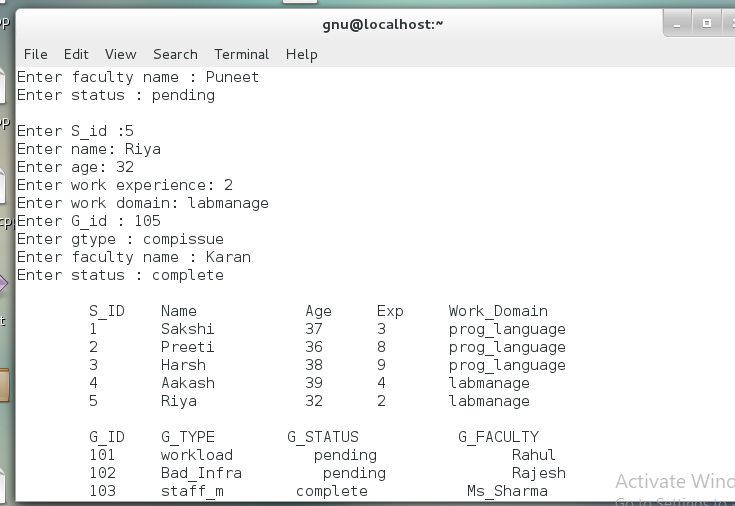 gnu@localhost:~
File Edit View Search Terminal Help
Enter faculty name : Puneet
Enter status : pending
Enter S_id :5
Enter name: Riya
Enter age: 32
Enter work experience: 2
Enter work domain: labmanage
Enter G_id : 105
Enter gtype : compissue
Enter faculty name : Karan
Enter status : complete
S_ID Name Age Exp Work_Domain
1 Sakshi 37 3 prog_language
2 Preeti 36 8 prog_language
3 Harsh 38 9 prog_language
4 Aakash 39 4 labmanage
5 Riya 32 2 labmanage
G_ID G_TYPE G_STATUS G_FACULTY
101 workload pending Rahul
102 Bad_Infra pending Rajesh
103 staff_m complete Ms_Sharma
Activate Wind